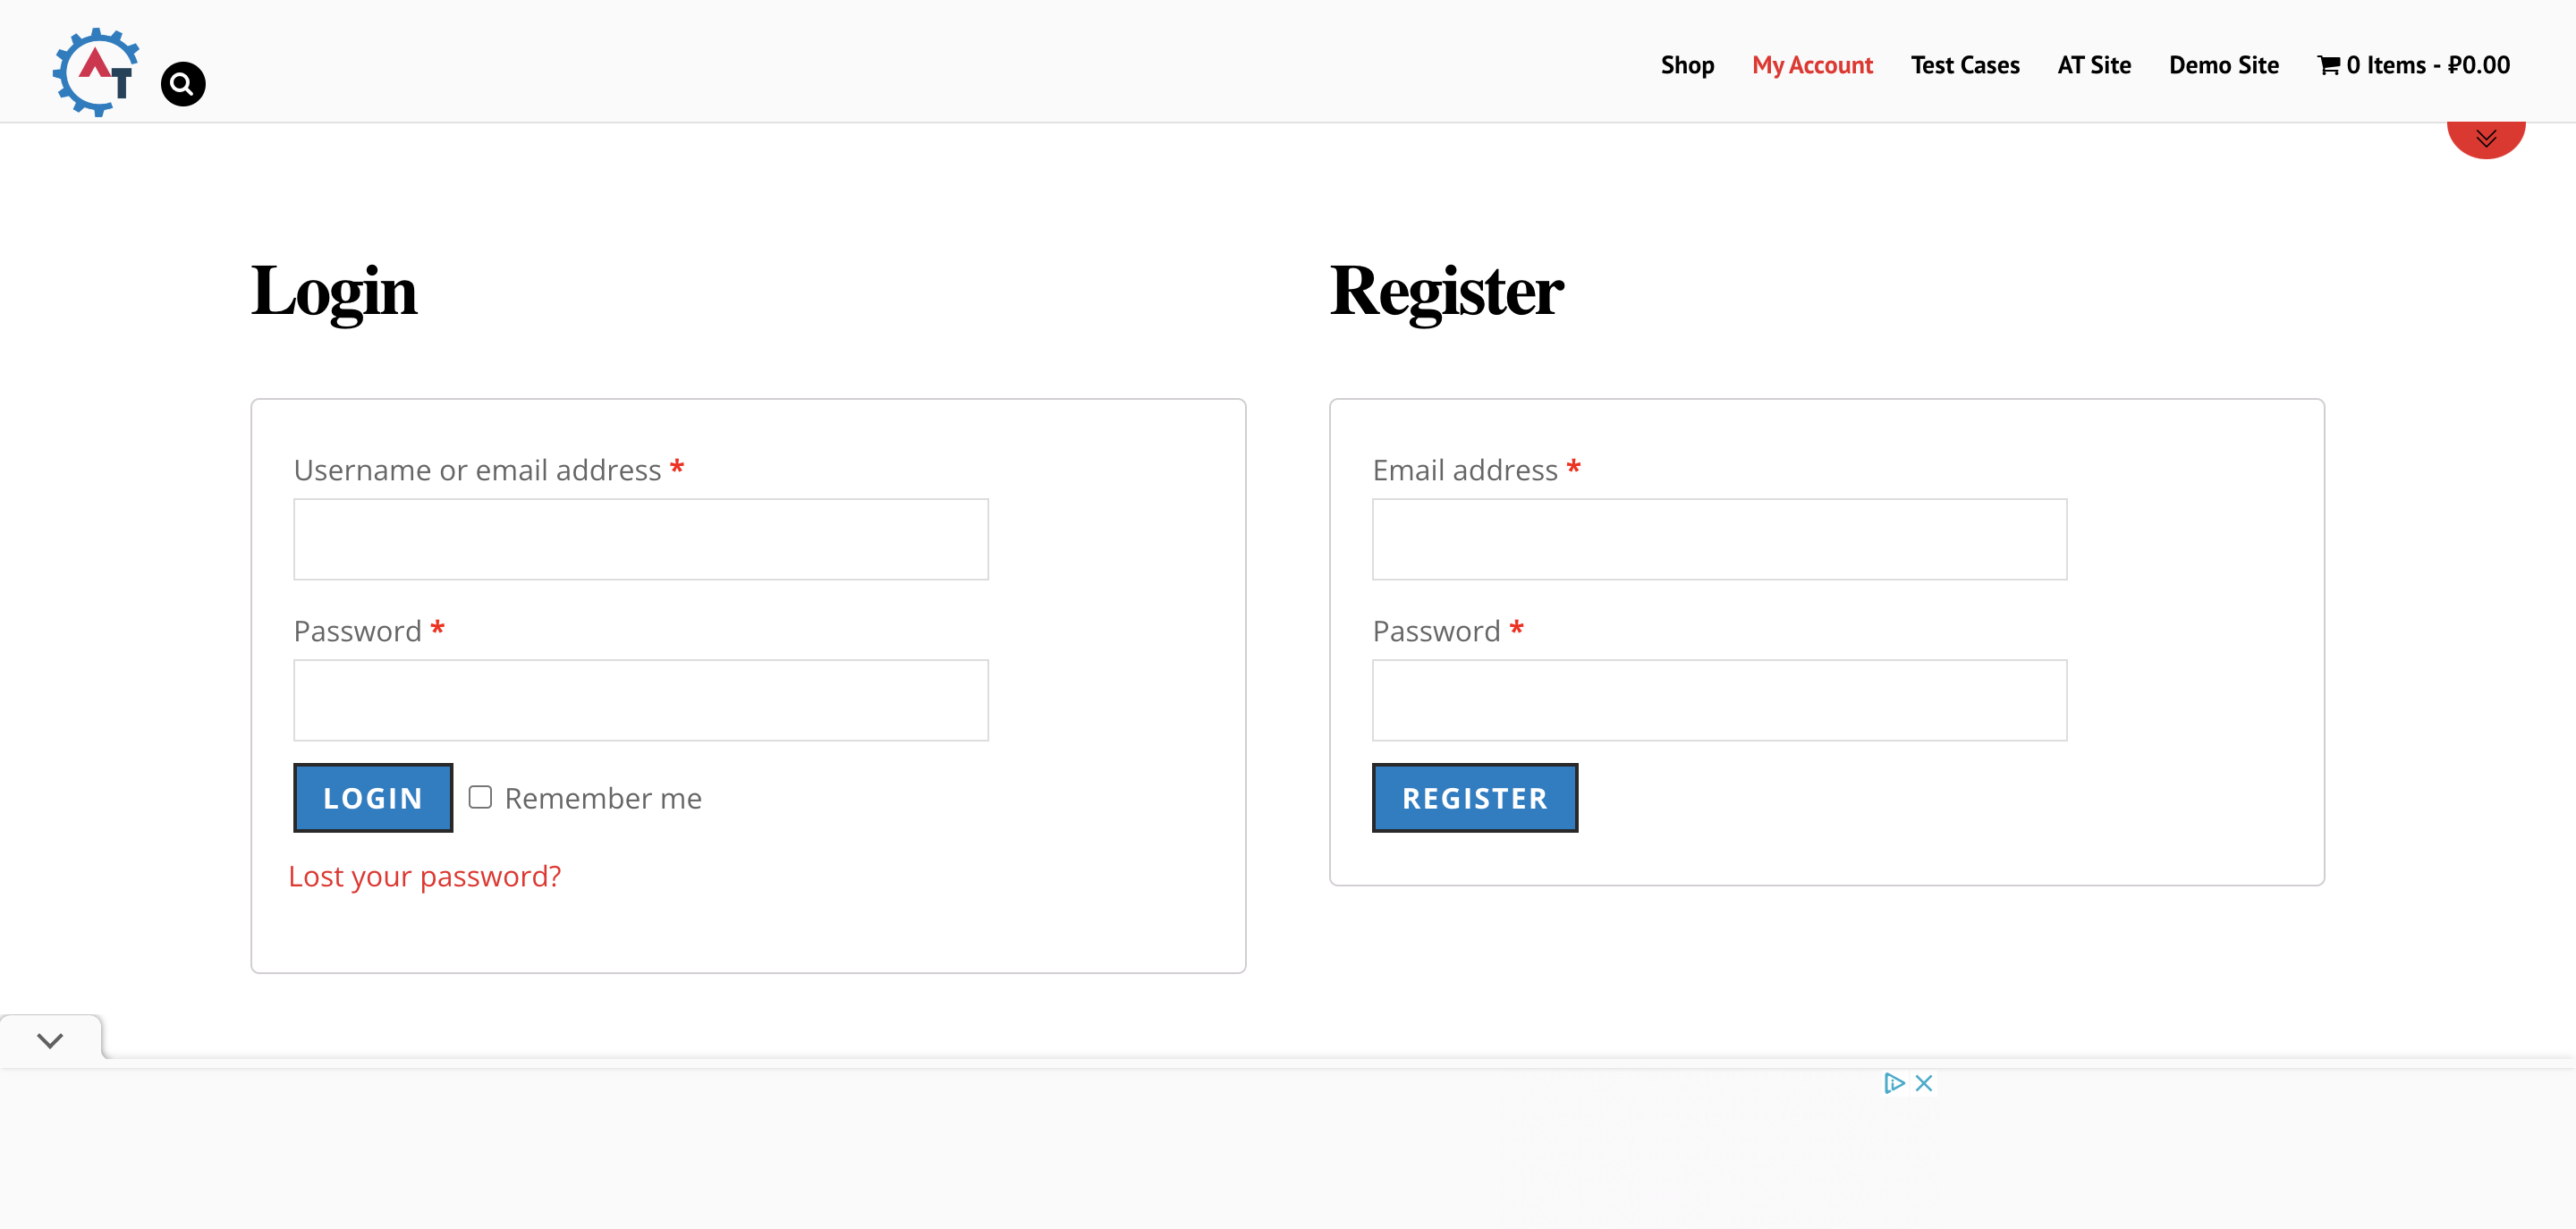 AT
Shop My Account Test Cases AT Site Demo Site 0 Items - ₽0.00
Login
Register
Username or email address *
Password *
LOGIN Remember me
Lost your password?
Email address *
Password *
REGISTER